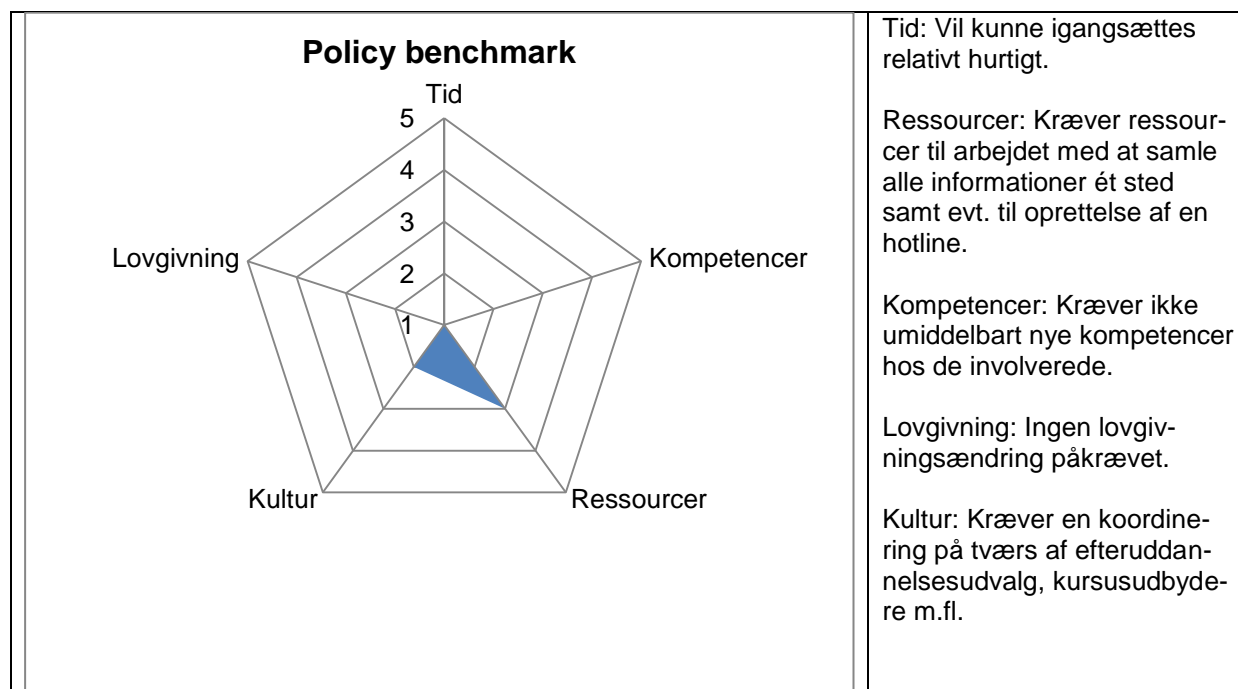 Policy benchmark
Tid
5
4
3
2
1
Kompetencer
Ressourcer
Kultur
Lovgivning
Tid: Vil kunne igangsættes
relativt hurtigt.
Ressourcer: Kræver ressour-
cer til arbejdet med at samle
alle informationer ét sted
samt evt. til oprettelse af en
hotline.
Kompetencer: Kræver ikke
umiddelbart nye kompetencer
hos de involverede.
Lovgivning: Ingen lovgiv-
ningsændring påkrævet.
Kultur: Kræver en koordine-
ring på tværs af efteruddan-
nelsesudvalg, kursusudbyde-
re m.fl.